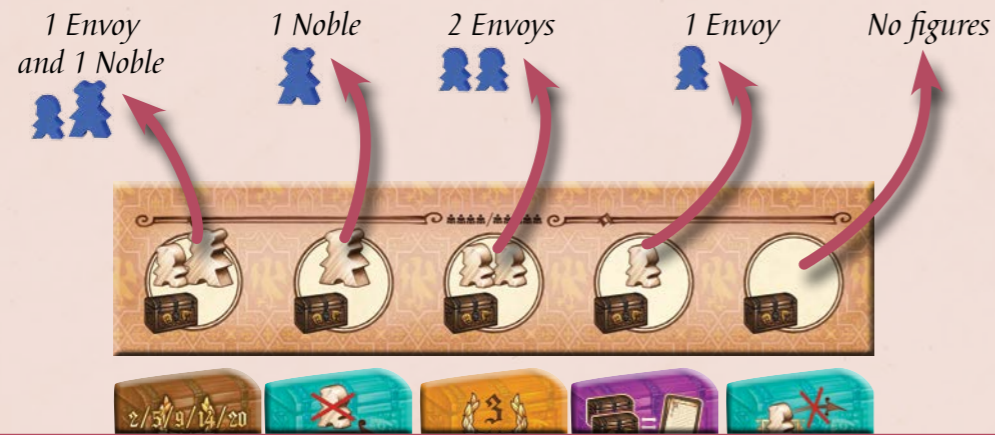 1 Envoy
and 1 Noble
1 Noble
2 Envoys
1 Envoy
No figures
2/5/9/14/20
3